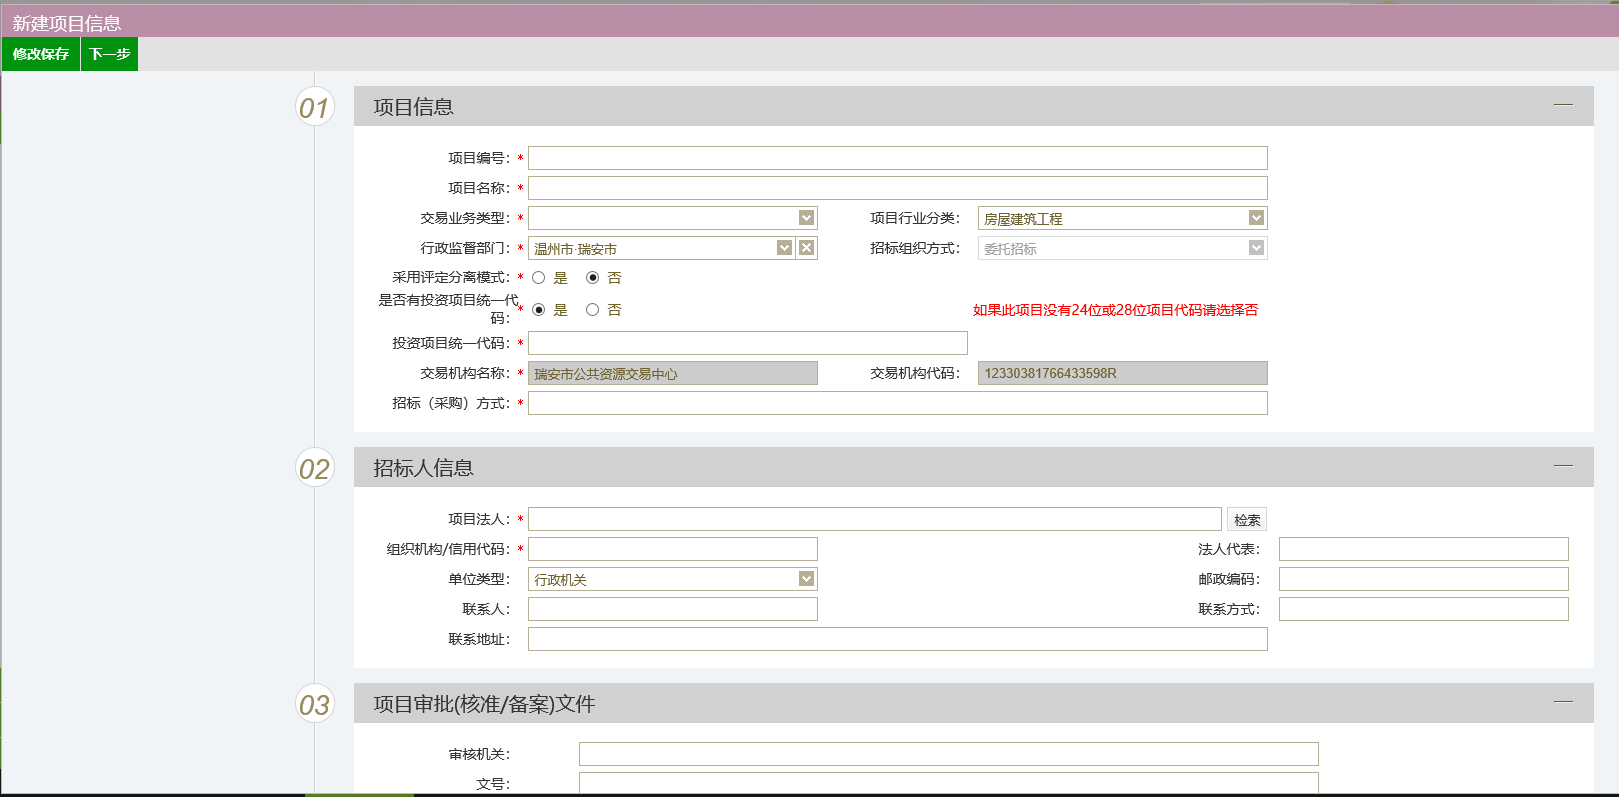 新建项目信息
修改保存 下一步
01 项目信息
项目编号：*
项目名称：*
交易业务类型：* 项目行业分类： 房屋建筑工程
行政监督部门：* 温州市·瑞安市 招标组织方式： 委托招标
采用评定分离模式：* 是 否
是否有投资项目统一代
码：* 是 否 如果此项目没有24位或28位项目代码请选择否
投资项目统一代码：*
交易机构名称：* 瑞安市公共资源交易中心 交易机构代码： 12330381766433598R
招标（采购）方式：*
02 招标人信息
项目法人：* 检索
组织机构/信用代码：* 法人代表：
单位类型： 行政机关 邮政编码：
联系人： 联系方式：
联系地址：
03 项目审批(核准/备案)文件
审核机关：
文号：